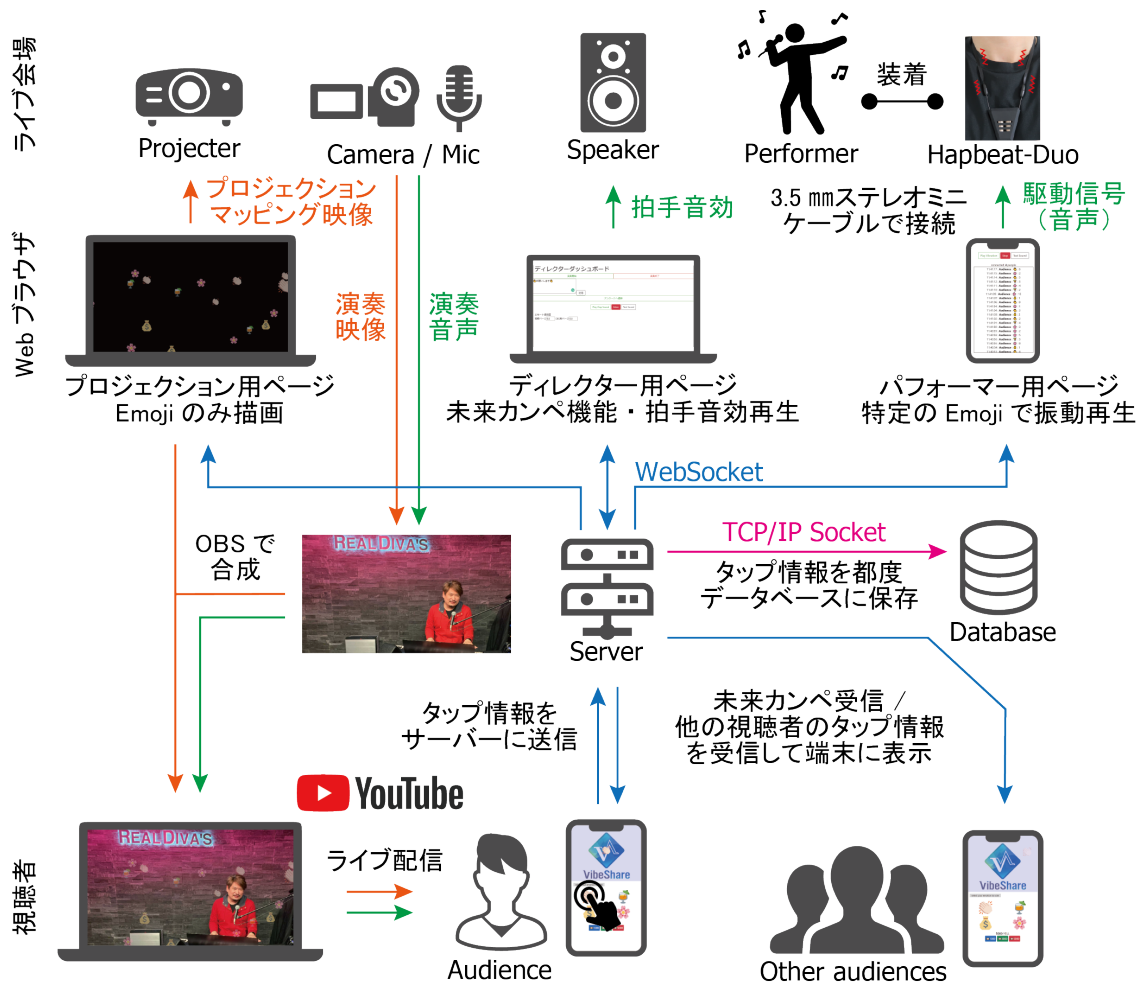 ライブ会場
Projecter
Camera / Mic
Speaker
Performer
装着
Hapbeat-Duo
プロジェクション
マッピング映像
拍手音効
3.5 ㎜ステレオミニ
ケーブルで接続
駆動信号
（音声）
Web ブラウザ
ディレクターダッシュボード
演奏
映像
演奏
音声
プロジェクション用ページ
Emoji のみ描画
ディレクター用ページ
未来カンペ機能・拍手音効再生
パフォーマー用ページ
特定の Emoji で振動再生
WebSocket
OBS で
合成
REAL DIVA'S
TCP/IP Socket
タップ情報を都度
データベースに保存
Server
Database
タップ情報を
サーバーに送信
未来カンペ受信 /
他の視聴者のタップ情報
を受信して端末に表示
YouTube
視聴者
REAL DIVA'S
ライブ配信
Audience
VibeShare
Other audiences
VibeShare